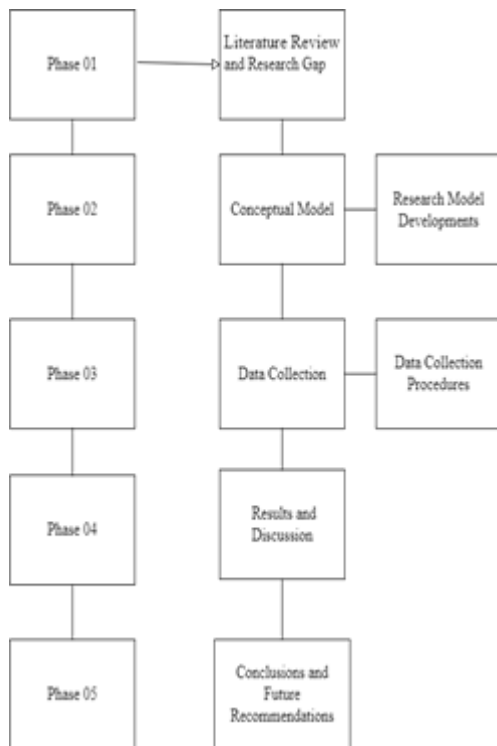 Phase 01
Literature Review
and Research Gap
Phase 02
Conceptual Model
Research Model
Developments
Phase 03
Data Collection
Data Collection
Procedures
Phase 04
Results and
Discussion
Phase 05
Conclusions and
Future
Recommendations